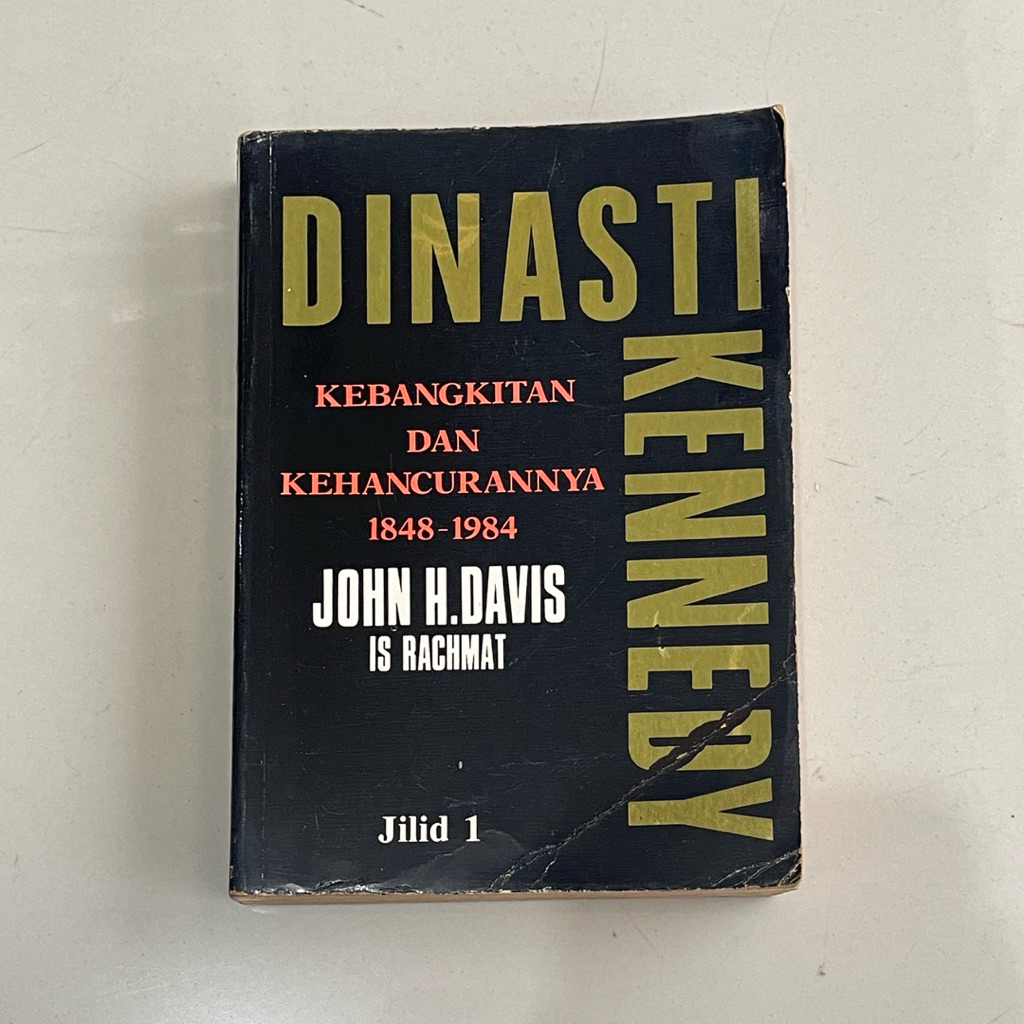 DINASTI
KENNEDY
KEBANGKITAN
DAN
KEHANCURANNYA
1848-1984
JOHN H.DAVIS
IS RACHMAT
Jilid 1